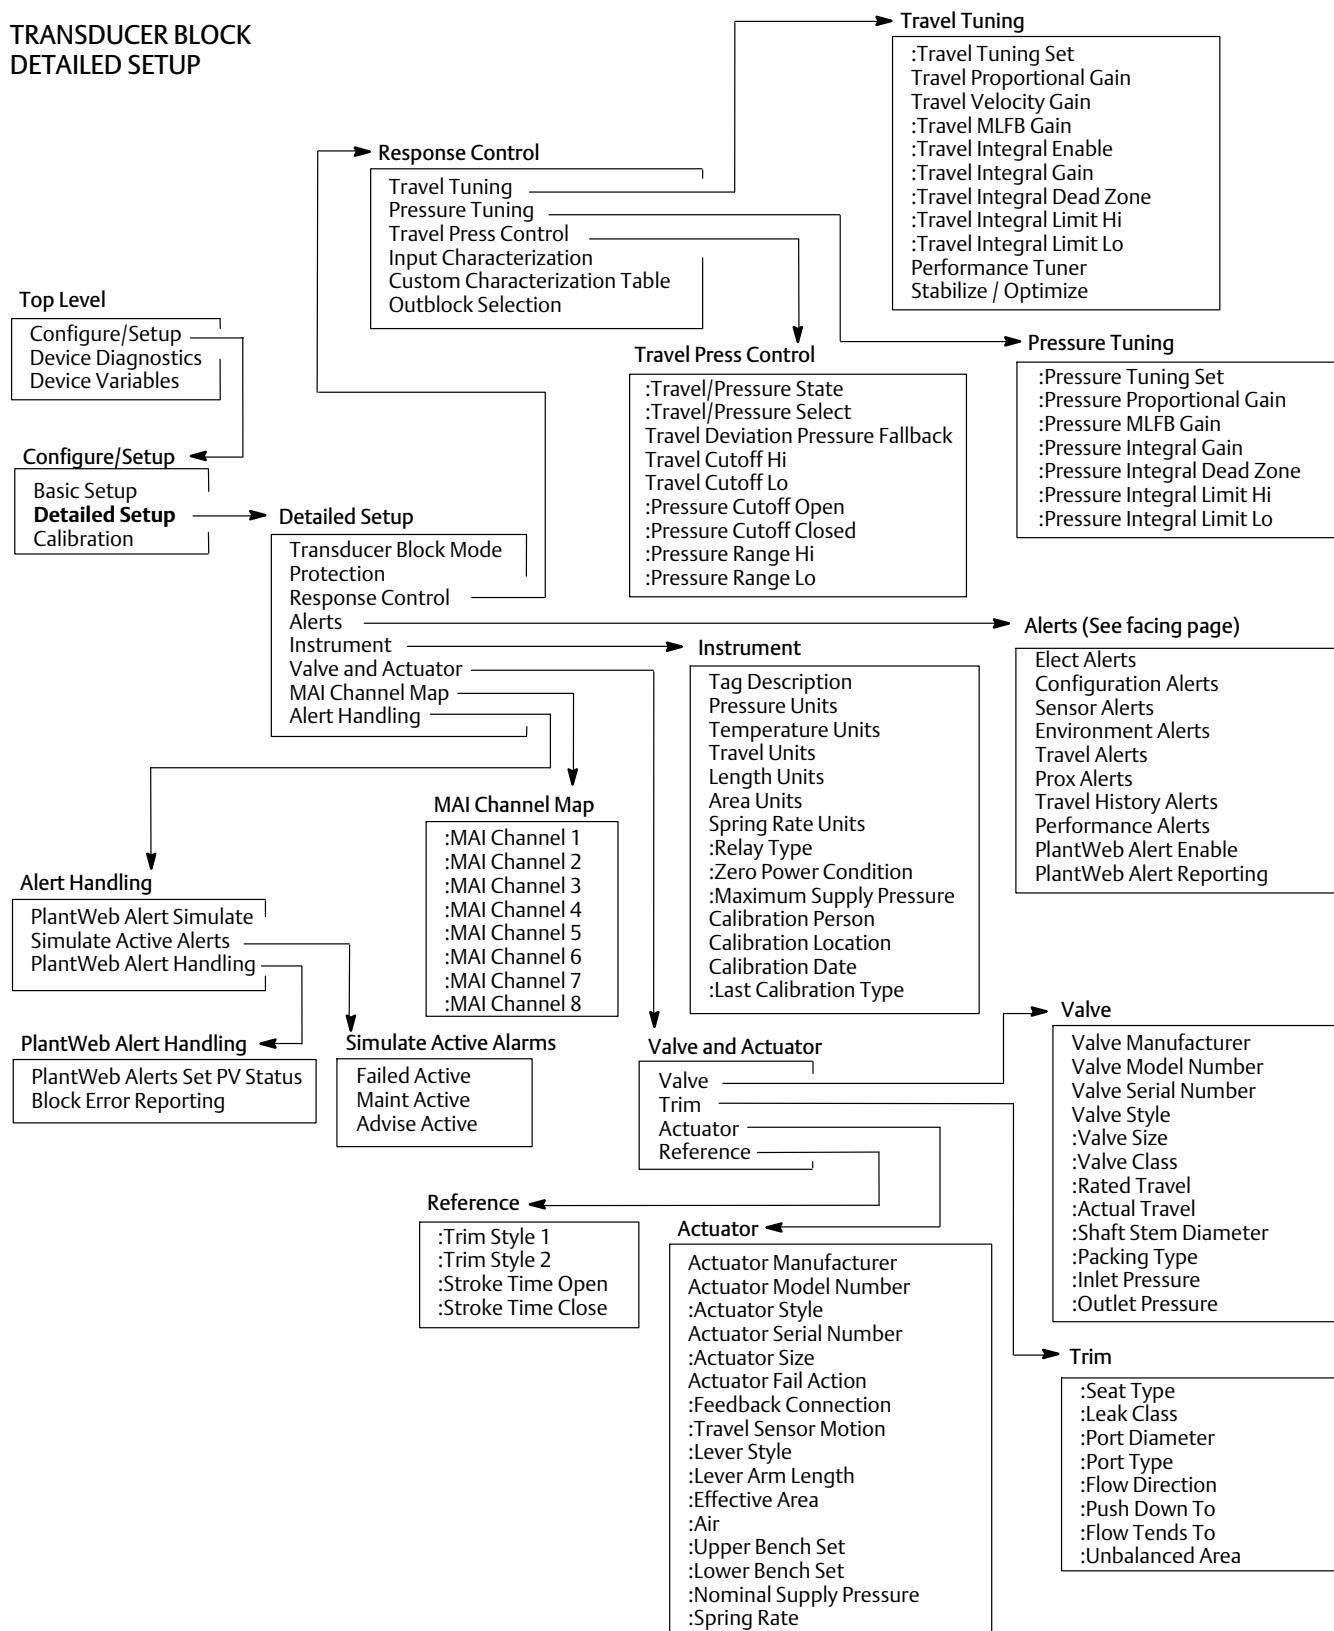 TRANSDUCER BLOCK
DETAILED SETUP
Travel Tuning
:Travel Tuning Set
Travel Proportional Gain
Travel Velocity Gain
:Travel MLFB Gain
:Travel Integral Enable
:Travel Integral Gain
:Travel Integral Dead Zone
:Travel Integral Limit Hi
:Travel Integral Limit Lo
Performance Tuner
Stabilize / Optimize
Response Control
Travel Tuning
Pressure Tuning
Travel Press Control
Input Characterization
Custom Characterization Table
Outblock Selection
Top Level
Configure/Setup
Device Diagnostics
Device Variables
Travel Press Control
:Travel/Pressure State
:Travel/Pressure Select
Travel Deviation Pressure Fallback
Travel Cutoff Hi
Travel Cutoff Lo
:Pressure Cutoff Open
:Pressure Cutoff Closed
:Pressure Range Hi
:Pressure Range Lo
Pressure Tuning
:Pressure Tuning Set
:Pressure Proportional Gain
:Pressure MLFB Gain
:Pressure Integral Gain
:Pressure Integral Dead Zone
:Pressure Integral Limit Hi
:Pressure Integral Limit Lo
Configure/Setup
Basic Setup
Detailed Setup
Calibration
Detailed Setup
Transducer Block Mode
Protection
Response Control
Alerts
Instrument
Valve and Actuator
MAI Channel Map
Alert Handling
Alerts (See facing page)
Elect Alerts
Configuration Alerts
Sensor Alerts
Environment Alerts
Travel Alerts
Prox Alerts
Travel History Alerts
Performance Alerts
PlantWeb Alert Enable
PlantWeb Alert Reporting
Instrument
Tag Description
Pressure Units
Temperature Units
Travel Units
Length Units
Area Units
Spring Rate Units
:Relay Type
:Zero Power Condition
:Maximum Supply Pressure
Calibration Person
Calibration Location
Calibration Date
:Last Calibration Type
MAI Channel Map
:MAI Channel 1
:MAI Channel 2
:MAI Channel 3
:MAI Channel 4
:MAI Channel 5
:MAI Channel 6
:MAI Channel 7
:MAI Channel 8
Alert Handling
PlantWeb Alert Simulate
Simulate Active Alerts
PlantWeb Alert Handling
PlantWeb Alert Handling
PlantWeb Alerts Set PV Status
Block Error Reporting
Simulate Active Alarms
Failed Active
Maint Active
Advise Active
Valve and Actuator
Valve
Trim
Actuator
Reference
Valve
Valve Manufacturer
Valve Model Number
Valve Serial Number
Valve Style
:Valve Size
:Valve Class
:Rated Travel
:Actual Travel
:Shaft Stem Diameter
:Packing Type
:Inlet Pressure
:Outlet Pressure
Reference
:Trim Style 1
:Trim Style 2
:Stroke Time Open
:Stroke Time Close
Actuator
Actuator Manufacturer
Actuator Model Number
:Actuator Style
Actuator Serial Number
:Actuator Size
Actuator Fail Action
:Feedback Connection
:Travel Sensor Motion
:Lever Style
:Lever Arm Length
:Effective Area
:Air
:Upper Bench Set
:Lower Bench Set
:Nominal Supply Pressure
:Spring Rate
Trim
:Seat Type
:Leak Class
:Port Diameter
:Port Type
:Flow Direction
:Push Down To
:Flow Tends To
:Unbalanced Area